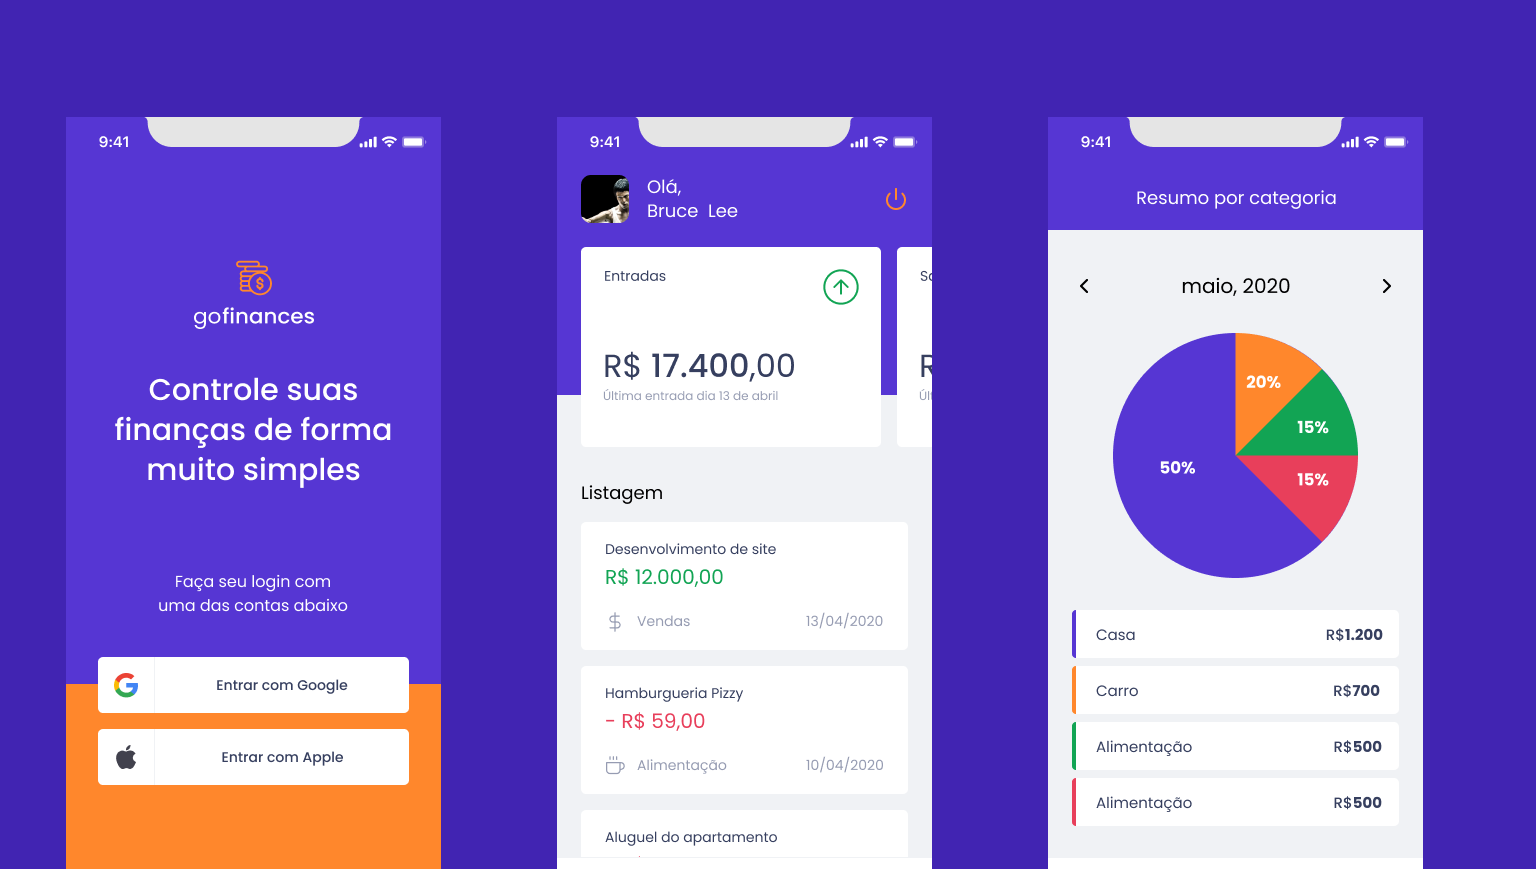 9:41
gofinances
Controle suas
finanças de forma
muito simples
Faça seu login com
uma das contas abaixo
Entrar com Google
Entrar com Apple
9:41
Olá,
Bruce Lee
Entradas
R$ 17.400,00
Última entrada dia 13 de abril
Listagem
Desenvolvimento de site
R$ 12.000,00
Vendas 13/04/2020
Hamburgueria Pizzy
- R$ 59,00
Alimentação 10/04/2020
Aluguel do apartamento
9:41
Resumo por categoria
maio, 2020
20%
15%
50%
15%
Casa R$1.200
Carro R$700
Alimentação R$500
Alimentação R$500